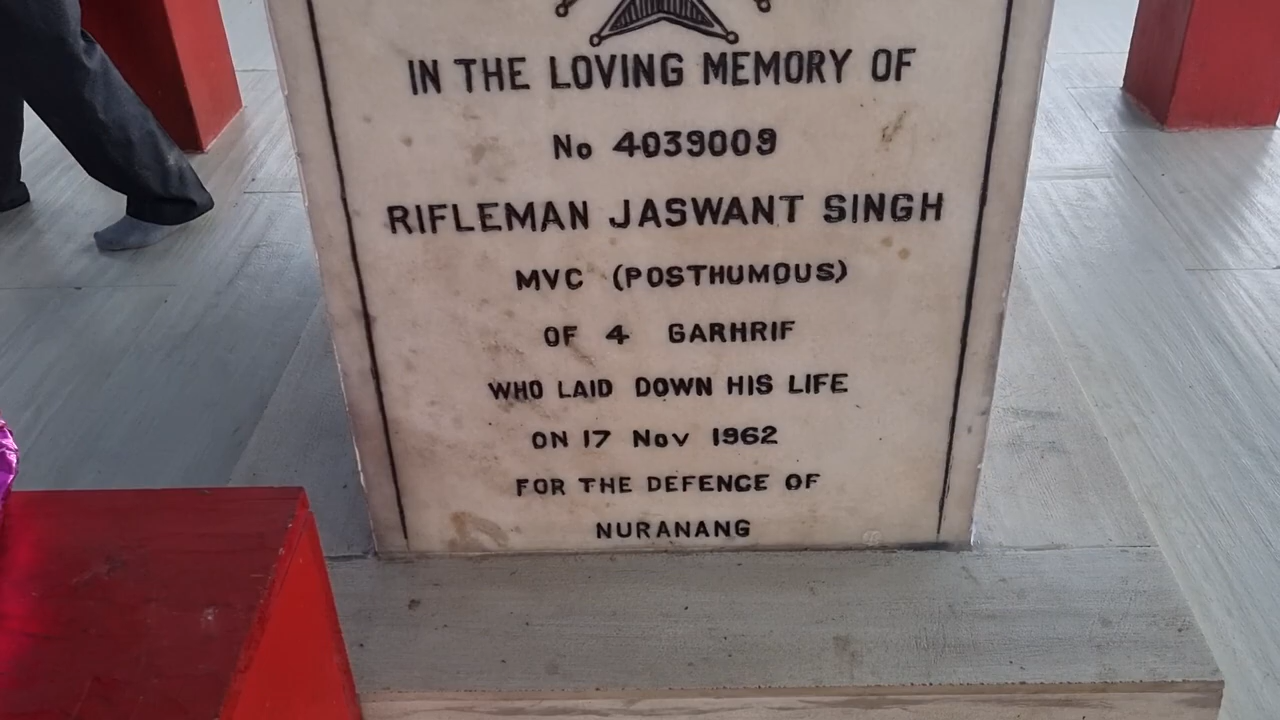 IN THE LOVING MEMORY OF
No 4039009
RIFLEMAN JASWANT SINGH
MVC (POSTHUMOUS)
OF 4 GARHRIF
WHO LAID DOWN HIS LIFE
ON 17 Nov 1962
FOR THE DEFENCE OF
NURANANG